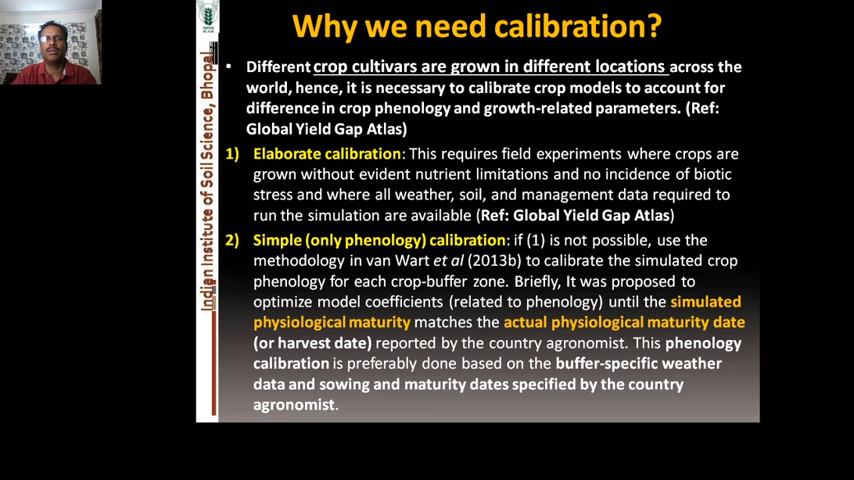 Why we need calibration?
Indian Institute of Soil Science, Bhopal
• Different crop cultivars are grown in different locations across the
world, hence, it is necessary to calibrate crop models to account for
difference in crop phenology and growth-related parameters. (Ref:
Global Yield Gap Atlas)
1) Elaborate calibration: This requires field experiments where crops are
grown without evident nutrient limitations and no incidence of biotic
stress and where all weather, soil, and management data required to
run the simulation are available (Ref: Global Yield Gap Atlas)
2) Simple (only phenology) calibration: if (1) is not possible, use the
methodology in van Wart et al (2013b) to calibrate the simulated crop
phenology for each crop-buffer zone. Briefly, It was proposed to
optimize model coefficients (related to phenology) until the simulated
physiological maturity matches the actual physiological maturity date
(or harvest date) reported by the country agronomist. This phenology
calibration is preferably done based on the buffer-specific weather
data and sowing and maturity dates specified by the country
agronomist.